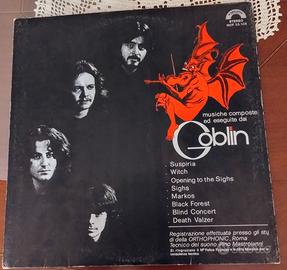 STEREO
musiche composte
ed eseguite dai
Goblin
Suspiria
Witch
Opening to the Sighs
Sighs
Markos
Black Forest
Blind Concert
Death Valzer
Registrazione effettuata presso gli
di della ORTHOPHONIC, Roma
Tecnico del suono Pino Mastroianni